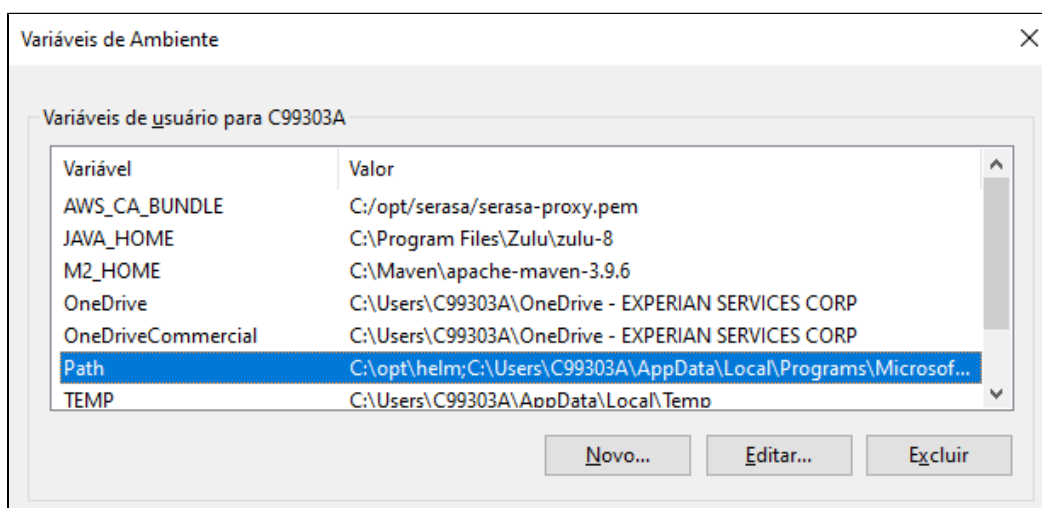 Variáveis de Ambiente
Variáveis de usuário para C99303A
Variável Valor
AWS_CA_BUNDLE C:/opt/serasa/serasa-proxy.pem
JAVA_HOME C:\Program Files\Zulu\zulu-8
M2_HOME C:\Maven\apache-maven-3.9.6
OneDrive C:\Users\C99303A\OneDrive - EXPERIAN SERVICES CORP
OneDriveCommercial C:\Users\C99303A\OneDrive - EXPERIAN SERVICES CORP
Path C:\opt\helm;C:\Users\C99303A\AppData\Local\Programs\Microsof...
TEMP C:\Users\C99303A\AppData\Local\Temp
Novo... Editar... Excluir